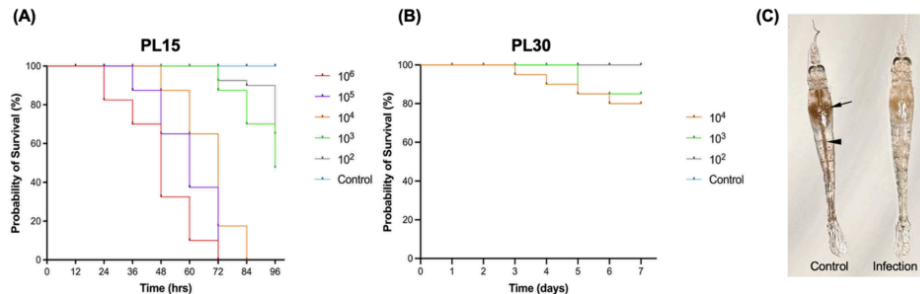 (A)
PL15
Probability of Survival (%)
100
80
60
40
20
0
0 12 24 36 48 60 72 84 96
Time (hrs)
10⁶
10⁵
10⁴
10³
10²
Control
(B)
PL30
Probability of Survival (%)
100
80
60
40
20
0
0 1 2 3 4 5 6 7
Time (days)
10⁴
10³
10²
Control
(C)
Control Infection